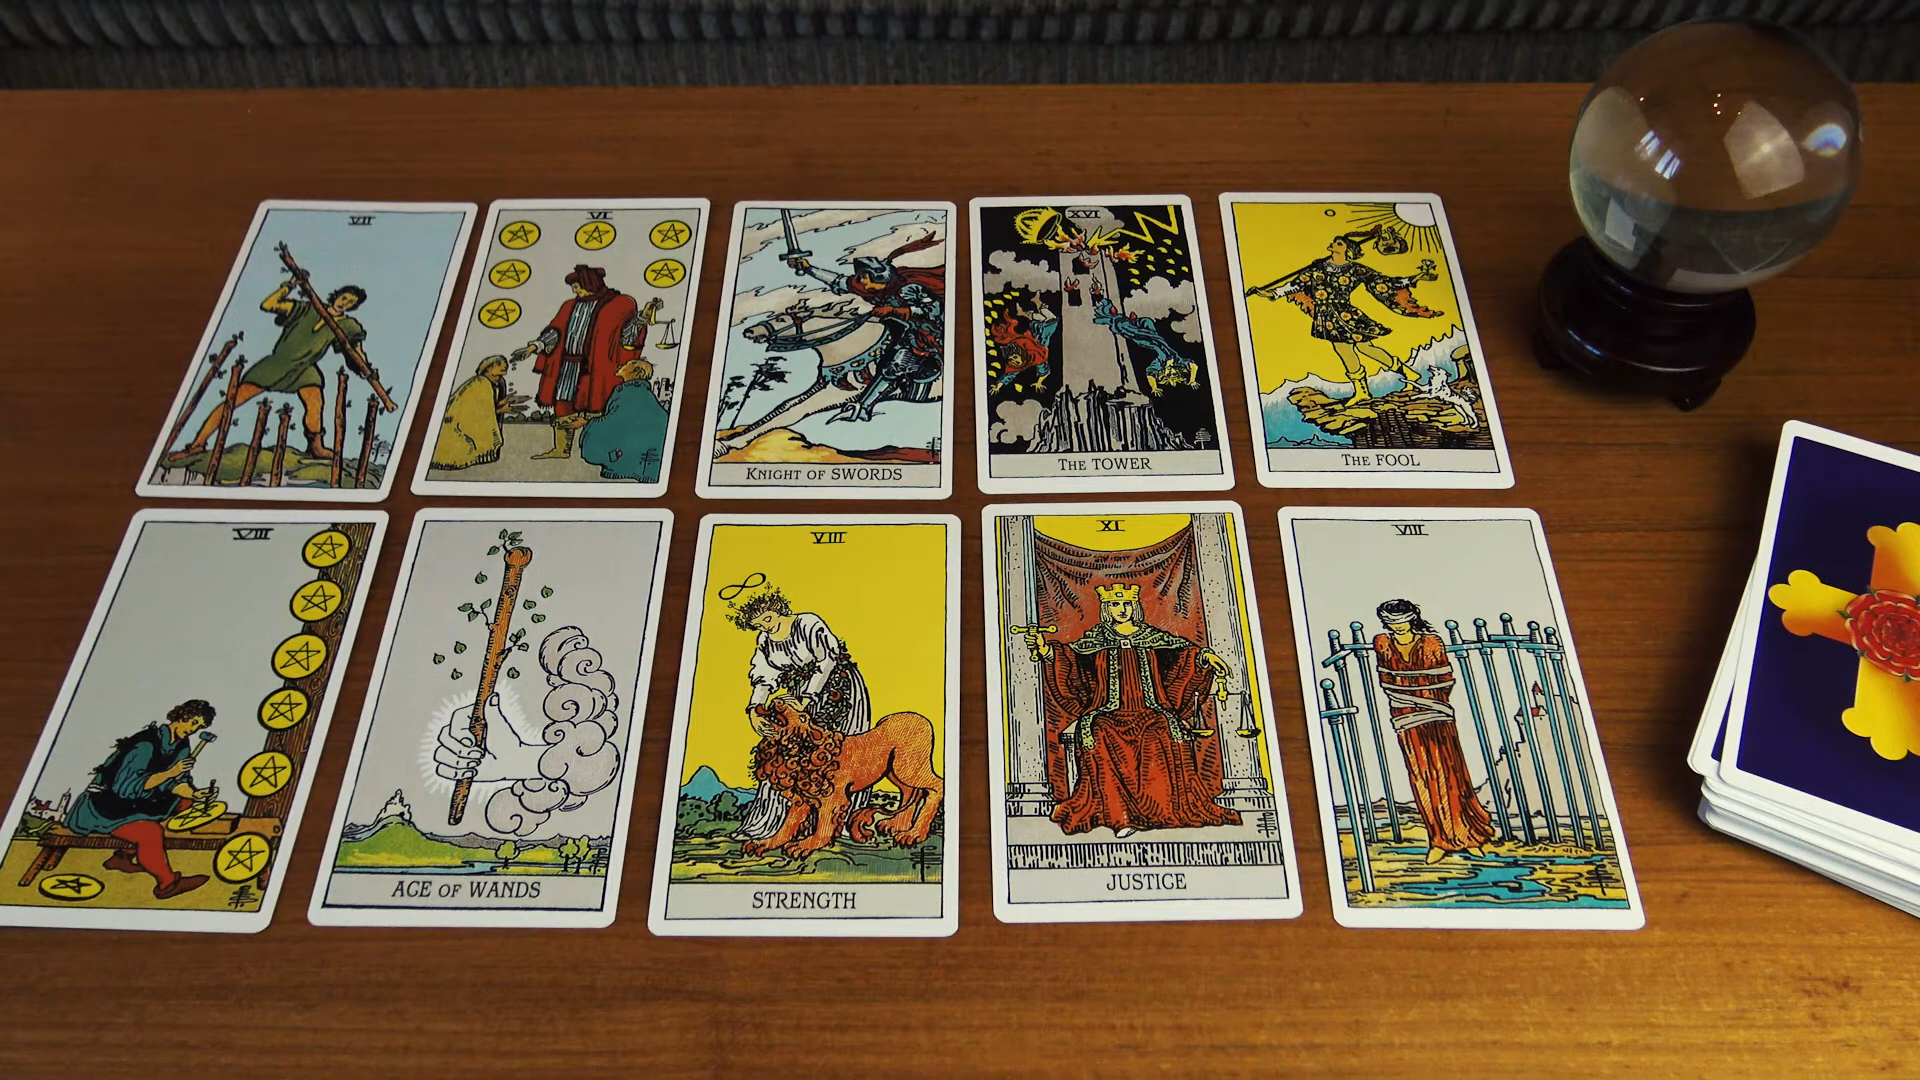 VII
VI
KNIGHT OF SWORDS
XVI
THE TOWER
THE FOOL
VIII
ACE OF WANDS
VIII
STRENGTH
XI
JUSTICE
VIII